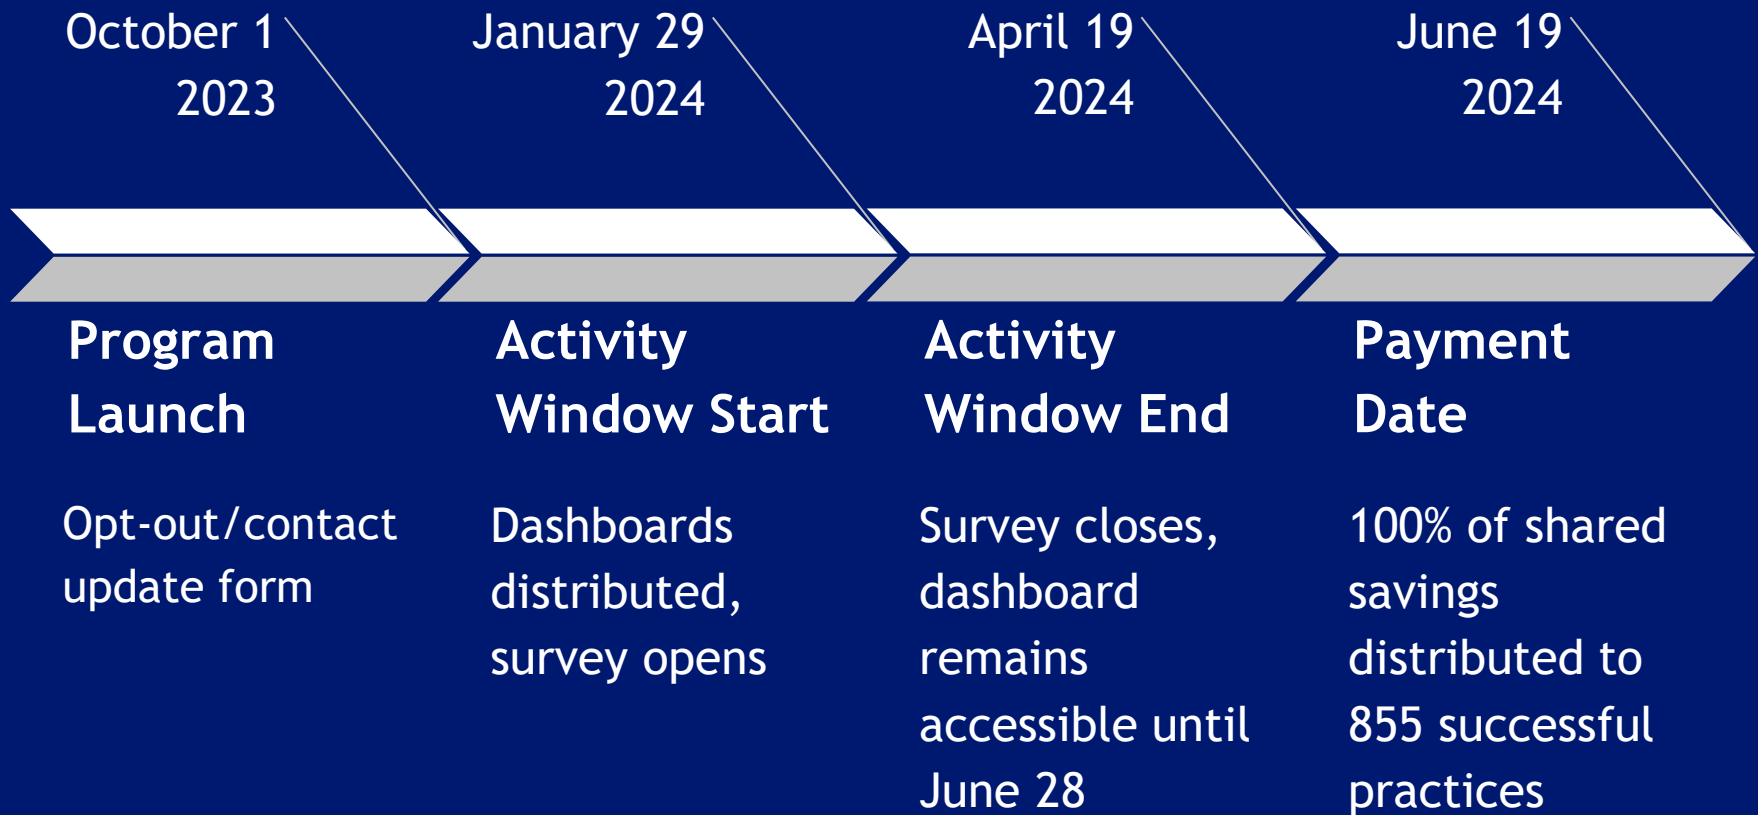 October 1
2023
January 29
2024
April 19
2024
June 19
2024
Program
Launch
Opt-out/contact
update form
Activity
Window Start
Dashboards
distributed,
survey opens
Activity
Window End
Survey closes,
dashboard
remains
accessible until
June 28
Payment
Date
100% of shared
savings
distributed to
855 successful
practices